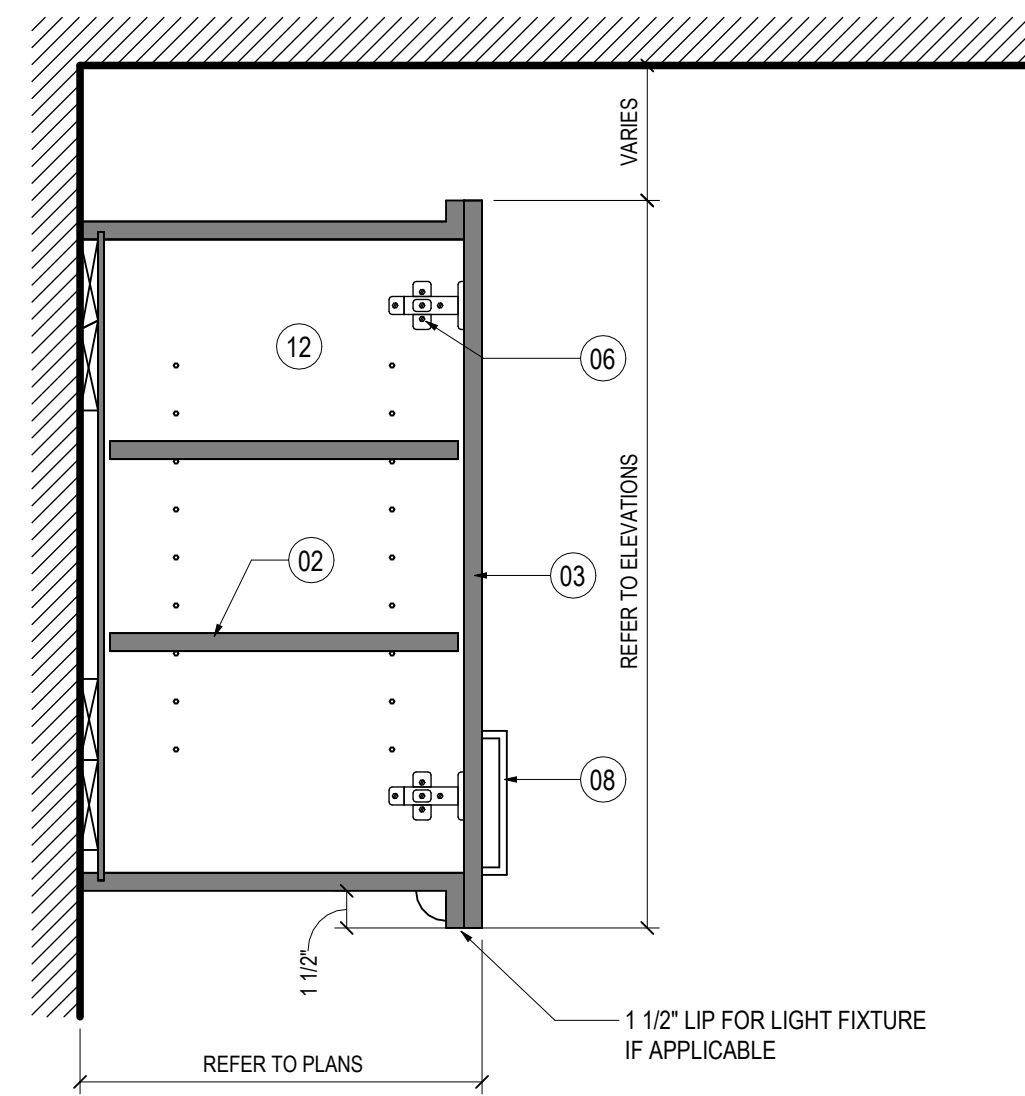 VARIES
12
06
REFER TO ELEVATIONS
02
03
08
1 1/2"
1 1/2" LIP FOR LIGHT FIXTURE
IF APPLICABLE
REFER TO PLANS